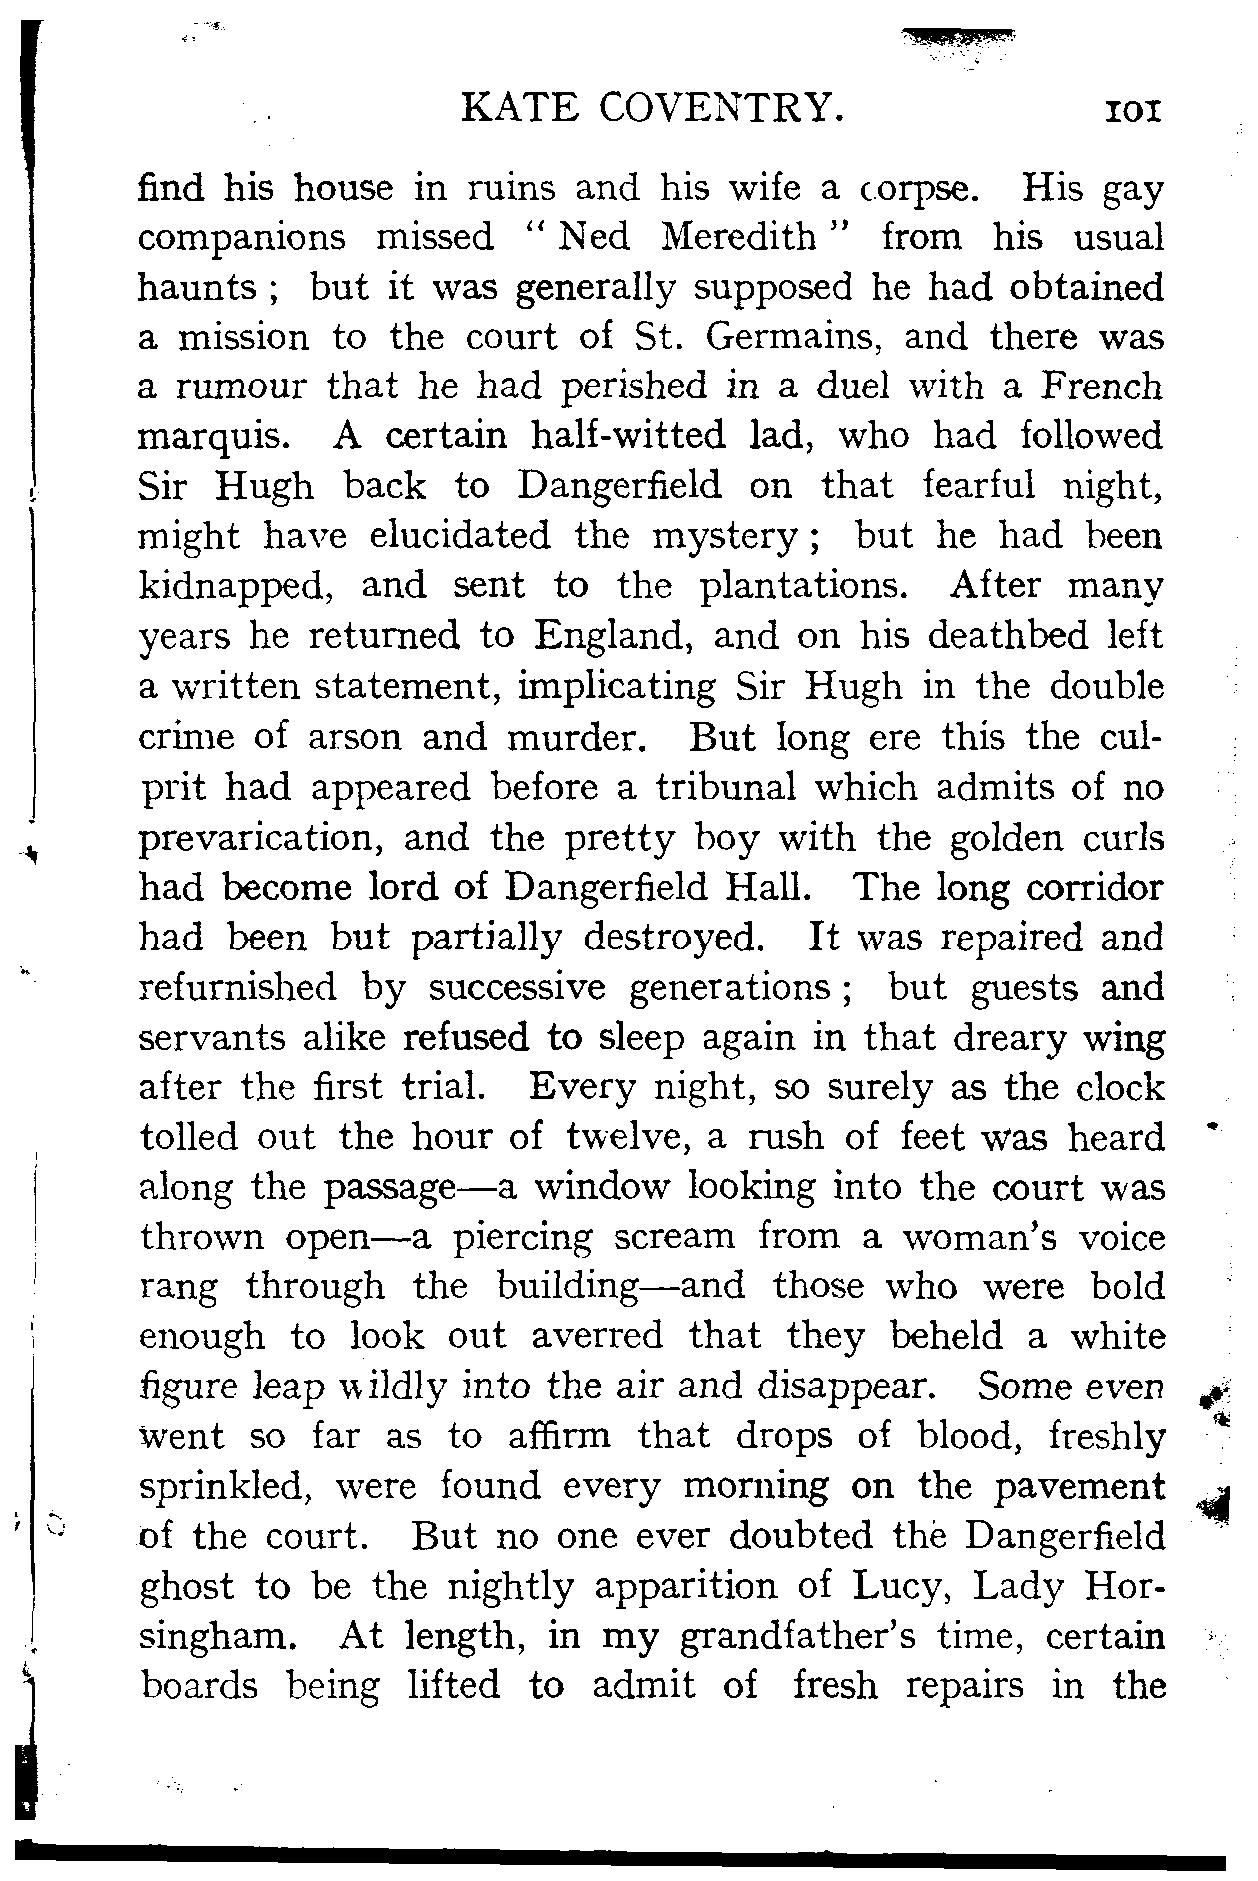 KATE COVENTRY. 101
find his house in ruins and his wife a corpse. His gay
companions missed "Ned Meredith" from his usual
haunts; but it was generally supposed he had obtained
a mission to the court of St. Germains, and there was
a rumour that he had perished in a duel with a French
marquis. A certain half-witted lad, who had followed
Sir Hugh back to Dangerfield on that fearful night,
might have elucidated the mystery; but he had been
kidnapped, and sent to the plantations. After many
years he returned to England, and on his deathbed left
a written statement, implicating Sir Hugh in the double
crime of arson and murder. But long ere this the cul-
prit had appeared before a tribunal which admits of no
prevarication, and the pretty boy with the golden curls
had become lord of Dangerfield Hall. The long corridor
had been but partially destroyed. It was repaired and
refurnished by successive generations; but guests and
servants alike refused to sleep again in that dreary wing
after the first trial. Every night, so surely as the clock
tolled out the hour of twelve, a rush of feet was heard
along the passage—a window looking into the court was
thrown open—a piercing scream from a woman's voice
rang through the building—and those who were bold
enough to look out averred that they beheld a white
figure leap wildly into the air and disappear. Some even
went so far as to affirm that drops of blood, freshly
sprinkled, were found every morning on the pavement
of the court. But no one ever doubted the Dangerfield
ghost to be the nightly apparition of Lucy, Lady Hor-
singham. At length, in my grandfather's time, certain
boards being lifted to admit of fresh repairs in the